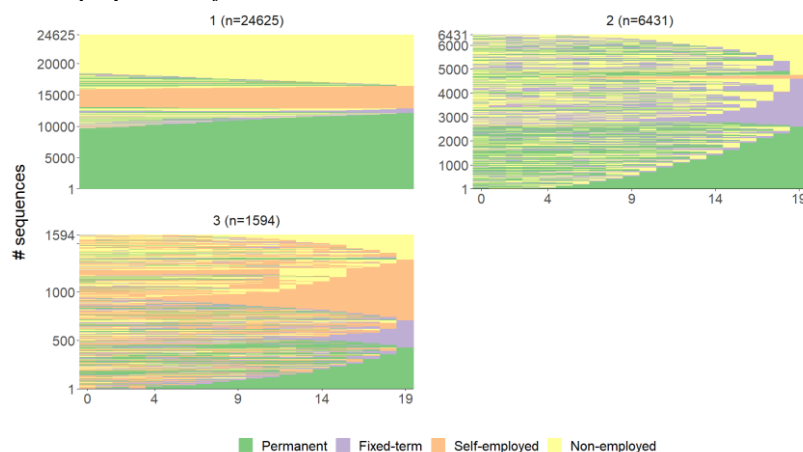 1 (n=24625)
24625
20000
15000
10000
5000
1
2 (n=6431)
6431
6000
5000
4000
3000
2000
1000
1
0 4 9 14 19
3 (n=1594)
1594
1000
500
1
0 4 9 14 19
# sequences
Permanent Fixed-term Self-employed Non-employed